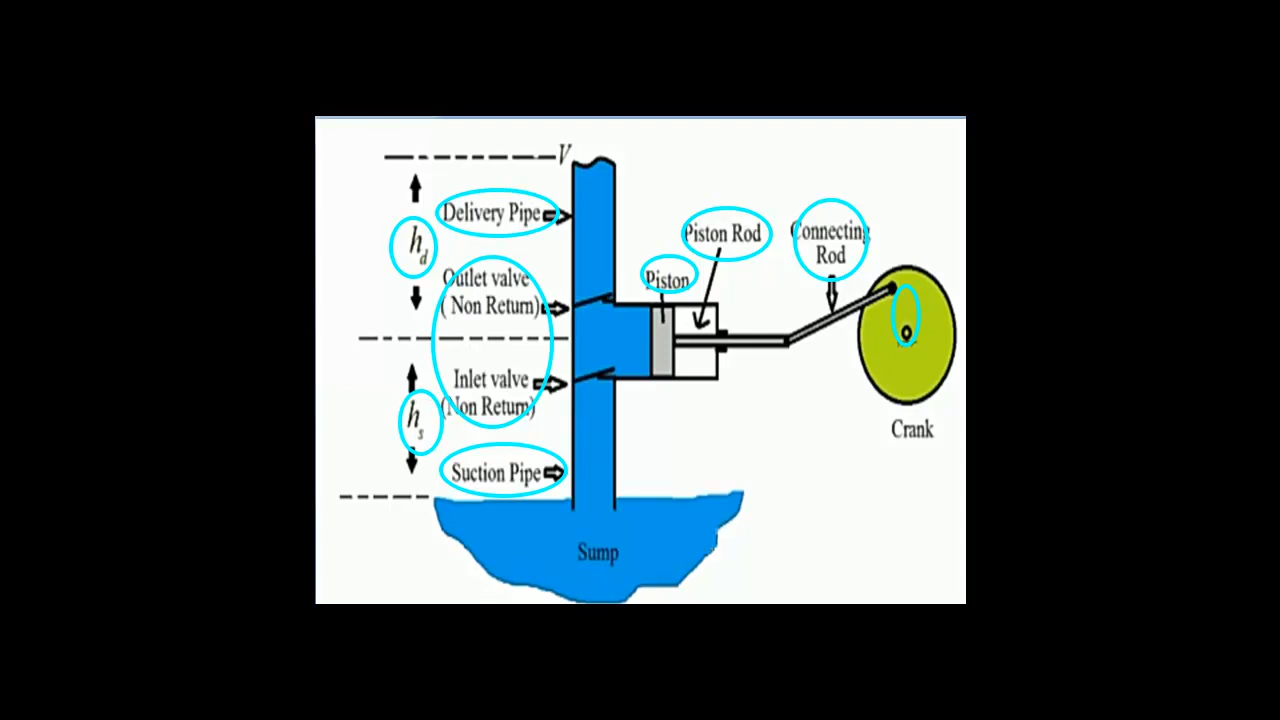 V
Delivery Pipe
h_d
Outlet valve
( Non Return)
Inlet valve
(Non Return)
h_s
Suction Pipe
Sump
Piston
Piston Rod
Connecting
Rod
Crank